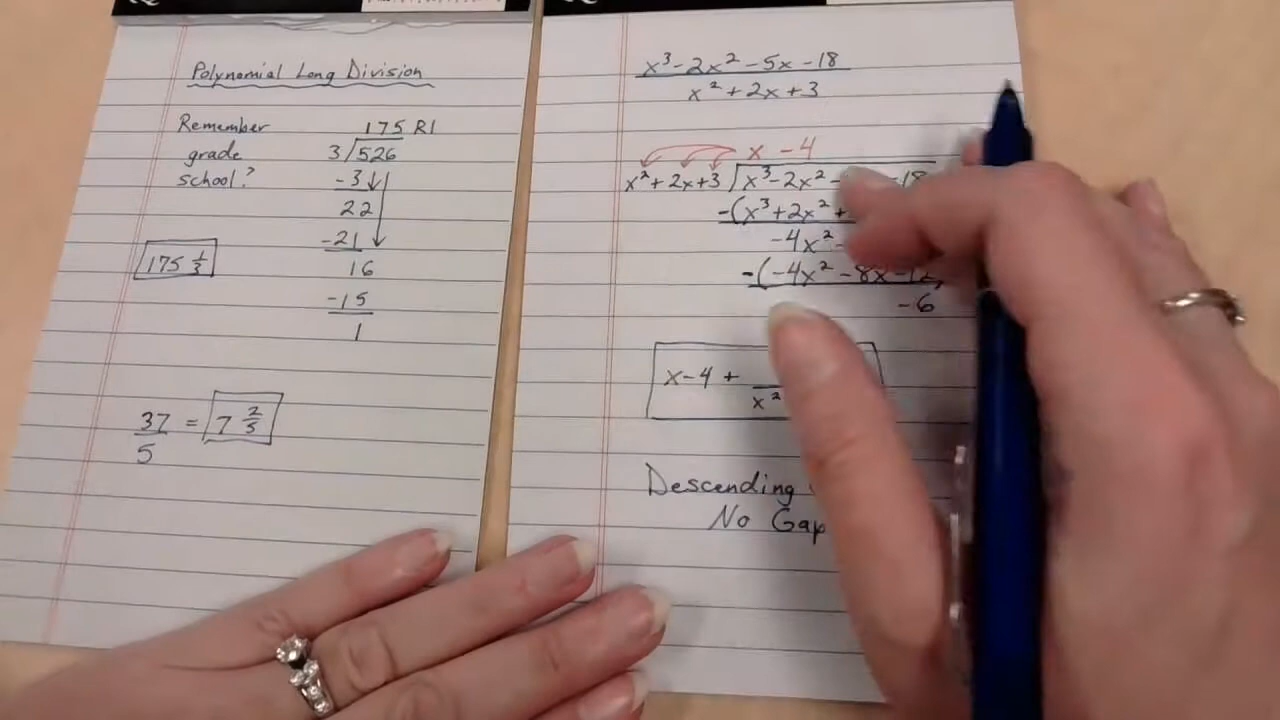 Polynomial Long Division
Remember
grade
school?
175 R1
3/526
-3
22
-21
16
-15
1
175 1/3
37/5 = 7 2/5
x³-2x²-5x-18
x²+2x+3
x -4
x²+2x+3 x³-2x² -18
-(x³+2x²+
-4x²-
-(-4x²-8x-12
-6
x-4+
x²
Descending
No Gap